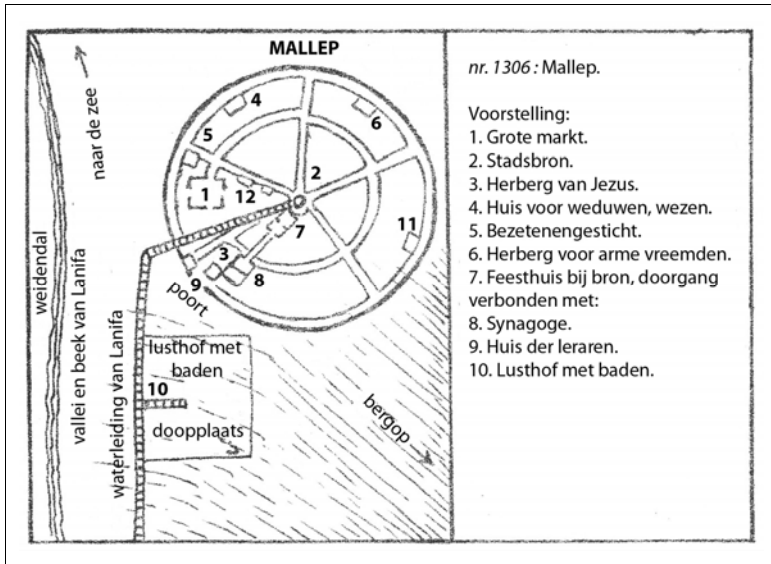 MALLEP
naar de zee
weidendal
vallei en beek van Lanifa
waterleiding van Lanifa
4
6
5
2
1
12
7
11
3
8
9
poort
lusthof met
baden
10
doopplaats
bergop
nr. 1306 : Mallep.
Voorstelling:
1. Grote markt.
2. Stadsbron.
3. Herberg van Jezus.
4. Huis voor weduwen, wezen.
5. Bezetenengesticht.
6. Herberg voor arme vreemden.
7. Feesthuis bij bron, doorgang
verbonden met:
8. Synagoge.
9. Huis der leraren.
10. Lusthof met baden.